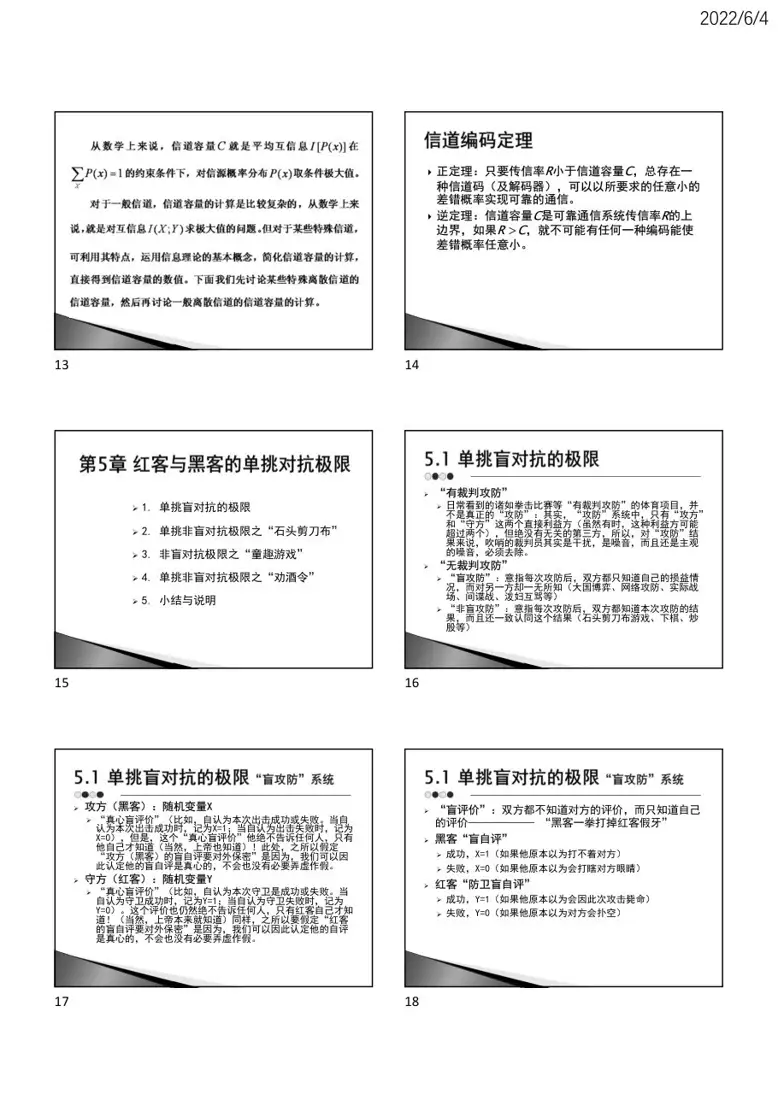 2022/6/4
从数学上来说，信道容量C就是平均互信息I[P(x)]在
∑P(x)=1的约束条件下，对信源概率分布P(x)取条件极大值。
X
对于一般信道，信道容量的计算是比较复杂的，从数学上来
说，就是对互信息I(X;Y)求极大值的问题。但对于某些特殊信道，
可利用其特点，运用信息理论的基本概念，简化信道容量的计算，
直接得到信道容量的数值。下面我们先讨论某些特殊离散信道的
信道容量，然后再讨论一般离散信道的信道容量的计算。
13
信道编码定理
正定理：只要传信率R小于信道容量C，总存在一
种信道码（及解码器），可以以所要求的任意小的
差错概率实现可靠的通信。
逆定理：信道容量C是可靠通信系统传信率R的上
边界，如果R＞C，就不可能有任何一种编码能使
差错概率任意小。
14
第5章 红客与黑客的单挑对抗极限
1. 单挑盲对抗的极限
2. 单挑非盲对抗极限之“石头剪刀布”
3. 非盲对抗极限之“童趣游戏”
4. 单挑非盲对抗极限之“劝酒令”
5. 小结与说明
15
5.1 单挑盲对抗的极限
“有裁判攻防”
日常看到的诸如拳击比赛等“有裁判攻防”的体育项目，并
不是真正的“攻防”：其实，“攻防”系统中，只有“攻方”
和“守方”这两个直接利益方（虽然有时，这种利益方可能
超过两个），但绝没有无关的第三方，所以，对“攻防”结
果来说，吹哨的裁判员其实是干扰，是噪音，而且还是主观
的噪音，必须去除。
“无裁判攻防”
“盲攻防”：意指每次攻防后，双方都只知道自己的损益情
况，而对另一方却一无所知（大国博弈、网络攻防、实际战
场、间谍战、泼妇互骂等）
“非盲攻防”：意指每次攻防后，双方都知道本次攻防的结
果，而且还一致认同这个结果（石头剪刀布游戏、下棋、炒
股等）
16
5.1 单挑盲对抗的极限“盲攻防”系统
攻方（黑客）：随机变量X
“真心盲评价”（比如，自认为本次出击成功或失败。当自
认为本次出击成功时，记为X=1；当自认为出击失败时，记为
X=0），但是，这个“真心盲评价”他绝不告诉任何人，只有
他自己才知道（当然，上帝也知道）！此处，之所以假定
“攻方（黑客）的盲自评要对外保密”是因为，我们可以因
此认定他的盲自评是真心的，不会也没有必要弄虚作假。
守方（红客）：随机变量Y
“真心盲评价”（比如，自认为本次守卫是成功或失败。当
自认为守卫成功时，记为Y=1；当自认为守卫失败时，记为
Y=0）。这个评价也仍然绝不告诉任何人，只有红客自己才知
道！（当然，上帝本来就知道）同样，之所以要假定“红客
的盲自评要对外保密”是因为，我们可以因此认定他的自评
是真心的，不会也没有必要弄虚作假。
17
5.1 单挑盲对抗的极限“盲攻防”系统
“盲评价”：双方都不知道对方的评价，而只知道自己
的评价——————“黑客一拳打掉红客假牙”
黑客“盲自评”
成功，X=1（如果他原本以为打不着对方）
失败，X=0（如果他原本以为会打瞎对方眼睛）
红客“防卫盲自评”
成功，Y=1（如果他原本以为会因此次攻击毙命）
失败，Y=0（如果他原本以为对方会扑空）
18